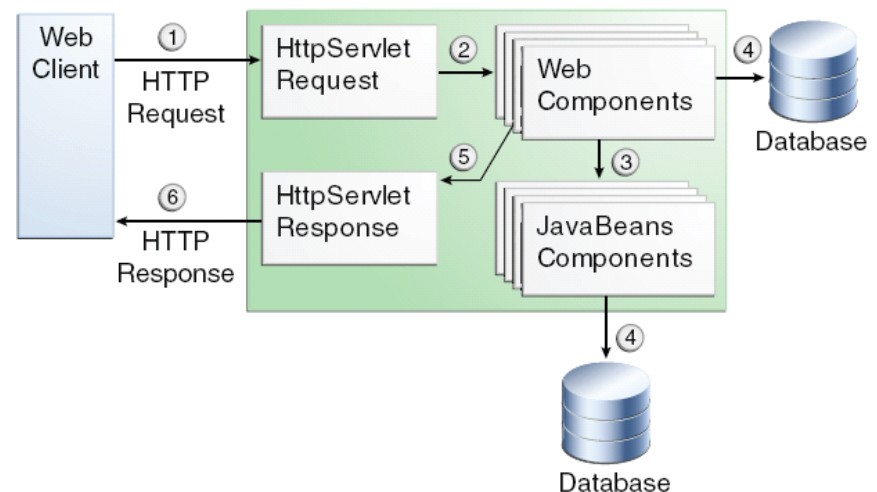 Web
Client
1
HTTP
Request
HttpServlet
Request
2
Web
Components
4
Database
3
5
HttpServlet
Response
6
HTTP
Response
JavaBeans
Components
4
Database